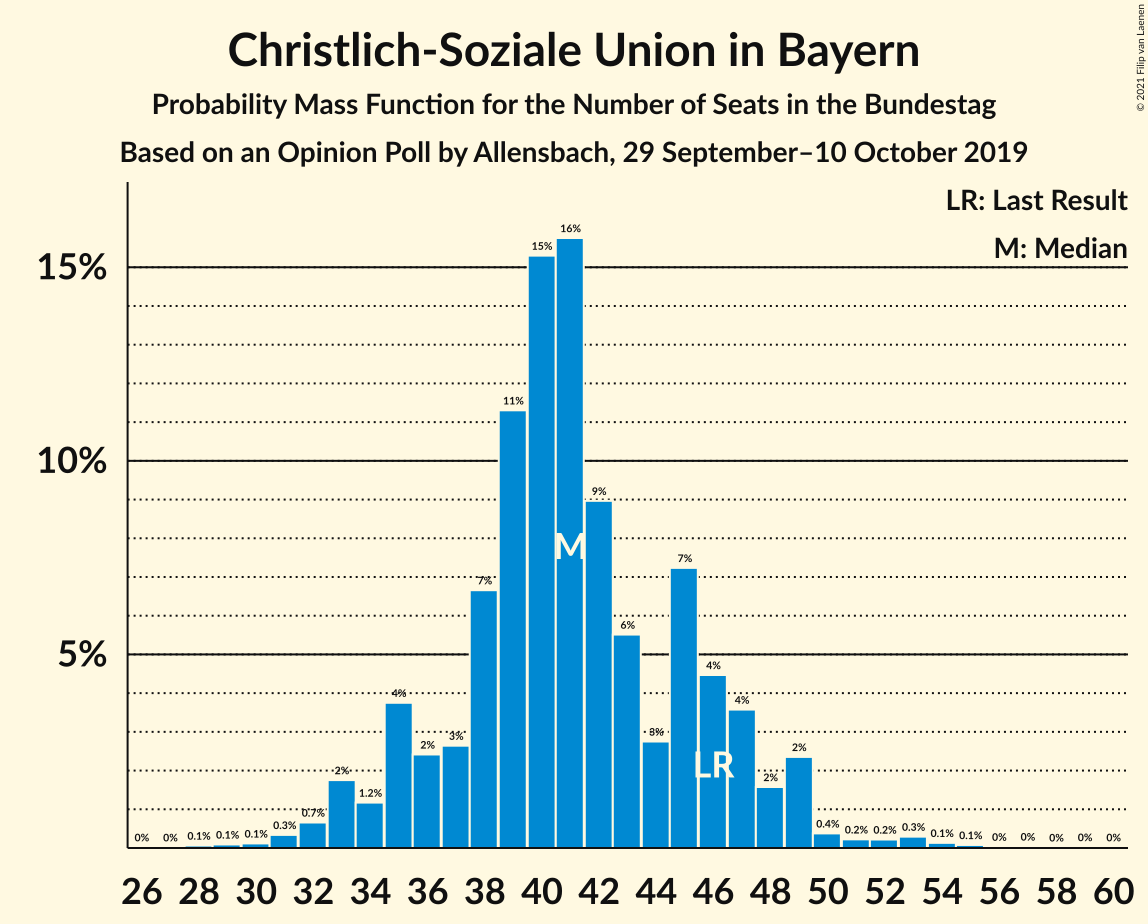 Christlich-Soziale Union in Bayern
Probability Mass Function for the Number of Seats in the Bundestag
Based on an Opinion Poll by Allensbach, 29 September–10 October 2019
© 2021 Filip van Laenen
LR: Last Result
M: Median
15%
10%
5%
0% 0% 0.1% 0.1% 0.1% 0.3% 0.7% 2% 1.2% 4% 2% 3% 7% 11% 15% 16% 9% 6% 3% 7% 4% 4% 2% 2% 0.4% 0.2% 0.2% 0.3% 0.1% 0.1% 0% 0% 0% 0% 0%
M
LR
26 28 30 32 34 36 38 40 42 44 46 48 50 52 54 56 58 60